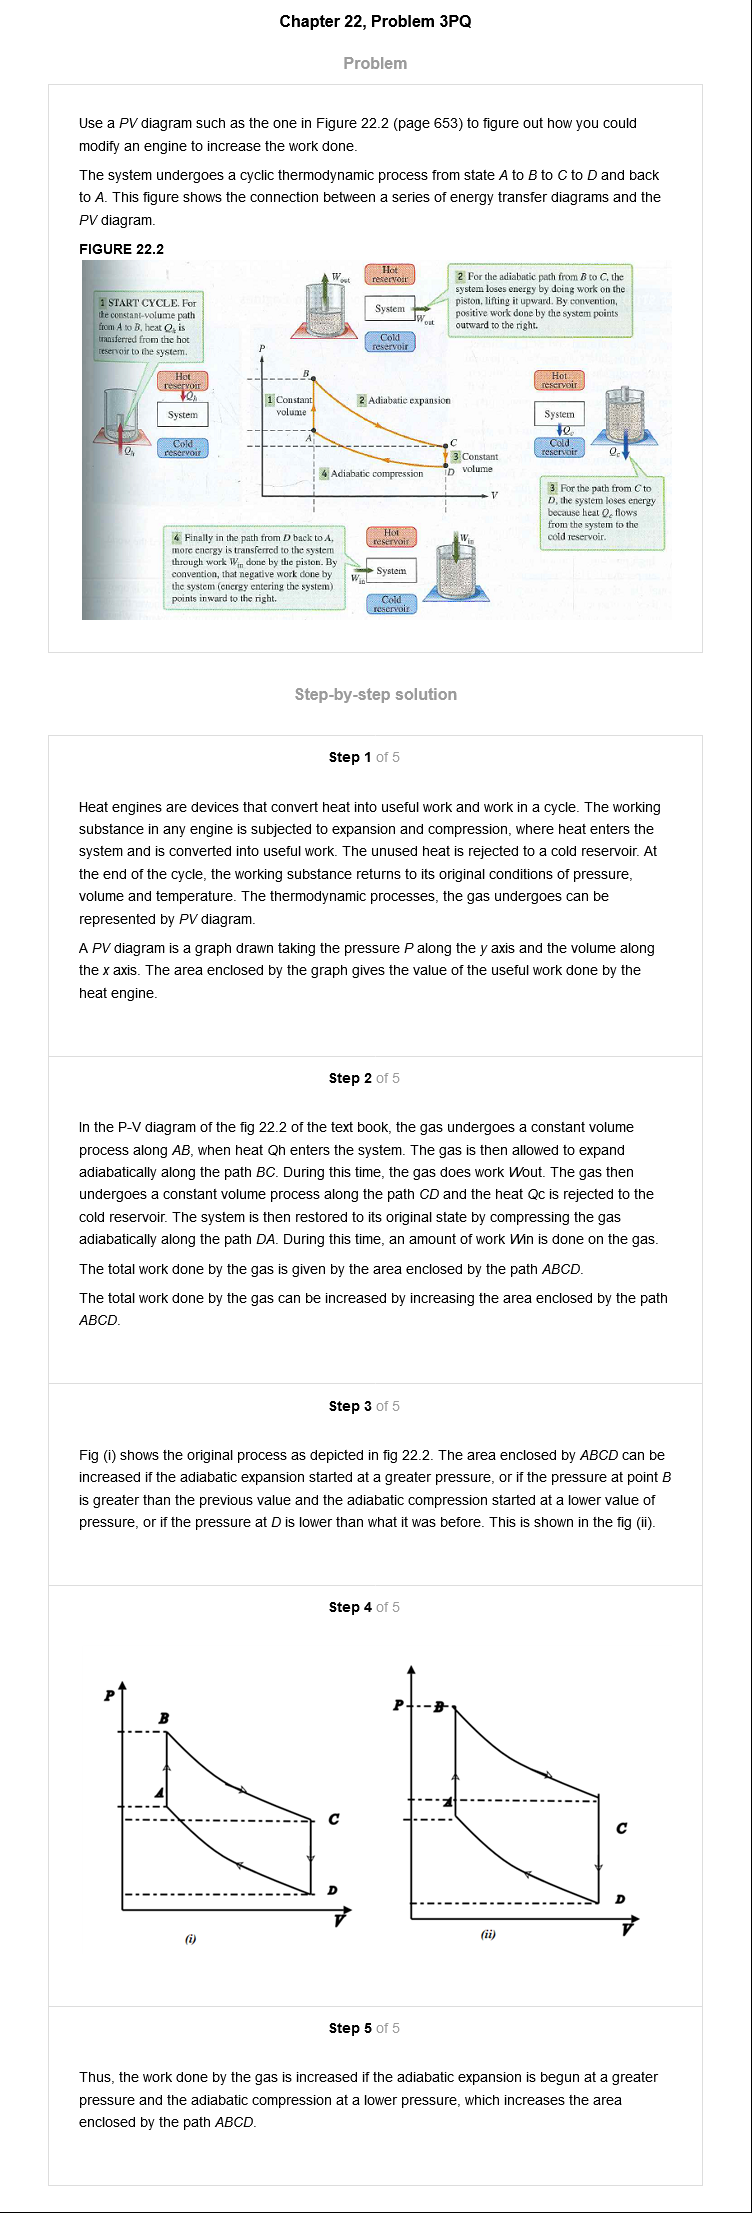 Chapter 22, Problem 3PQ
Problem
Use a PV diagram such as the one in Figure 22.2 (page 653) to figure out how you could
modify an engine to increase the work done.
The system undergoes a cyclic thermodynamic process from state A to B to C to D and back
to A. This figure shows the connection between a series of energy transfer diagrams and the
PV diagram.
FIGURE 22.2
1 START CYCLE. For
the constant-volume path
from A to B, heat Qh is
transferred from the hot
reservoir to the system.
Hot
reservoir
Qh
System
Cold
reservoir
Qh
Wout
Hot
reservoir
System
Wout
Cold
reservoir
2 For the adiabatic path from B to C, the
system loses energy by doing work on the
piston, lifting it upward. By convention,
positive work done by the system points
outward to the right.
P
B
1 Constant
volume
2 Adiabatic expansion
A
C
3 Constant
volume
4 Adiabatic compression
D
V
Hot
reservoir
System
Qc
Cold
reservoir
Qc
3 For the path from C to
D, the system loses energy
because heat Qc flows
from the system to the
cold reservoir.
4 Finally in the path from D back to A,
more energy is transferred to the system
through work Win done by the piston. By
convention, that negative work done by
the system (energy entering the system)
points inward to the right.
Hot
reservoir
Win
System
Win
Cold
reservoir
Step-by-step solution
Step 1 of 5
Heat engines are devices that convert heat into useful work and work in a cycle. The working
substance in any engine is subjected to expansion and compression, where heat enters the
system and is converted into useful work. The unused heat is rejected to a cold reservoir. At
the end of the cycle, the working substance returns to its original conditions of pressure,
volume and temperature. The thermodynamic processes, the gas undergoes can be
represented by PV diagram.
A PV diagram is a graph drawn taking the pressure P along the y axis and the volume along
the x axis. The area enclosed by the graph gives the value of the useful work done by the
heat engine.
Step 2 of 5
In the P-V diagram of the fig 22.2 of the text book, the gas undergoes a constant volume
process along AB, when heat Qh enters the system. The gas is then allowed to expand
adiabatically along the path BC. During this time, the gas does work Wout. The gas then
undergoes a constant volume process along the path CD and the heat Qc is rejected to the
cold reservoir. The system is then restored to its original state by compressing the gas
adiabatically along the path DA. During this time, an amount of work Win is done on the gas.
The total work done by the gas is given by the area enclosed by the path ABCD.
The total work done by the gas can be increased by increasing the area enclosed by the path
ABCD.
Step 3 of 5
Fig (i) shows the original process as depicted in fig 22.2. The area enclosed by ABCD can be
increased if the adiabatic expansion started at a greater pressure, or if the pressure at point B
is greater than the previous value and the adiabatic compression started at a lower value of
pressure, or if the pressure at D is lower than what it was before. This is shown in the fig (ii).
Step 4 of 5
P
B
A
C
D
V
(i)
P
B
A
C
D
V
(ii)
Step 5 of 5
Thus, the work done by the gas is increased if the adiabatic expansion is begun at a greater
pressure and the adiabatic compression at a lower pressure, which increases the area
enclosed by the path ABCD.